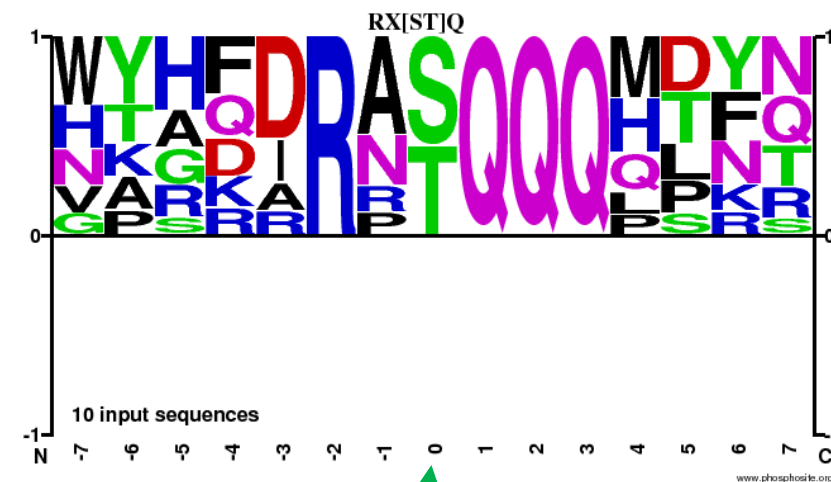 RX[ST]Q
1 W Y H F D R A S Q Q Q M D Y N 1
H T A Q I N T H T F Q
N K G D A R Q L N T
V A R K R P L P K R
G P S R P S R S
0 0
10 input sequences
-1 -
N -7 -6 -5 -4 -3 -2 -1 0 1 2 3 4 5 6 7 C
www.phosphosite.org